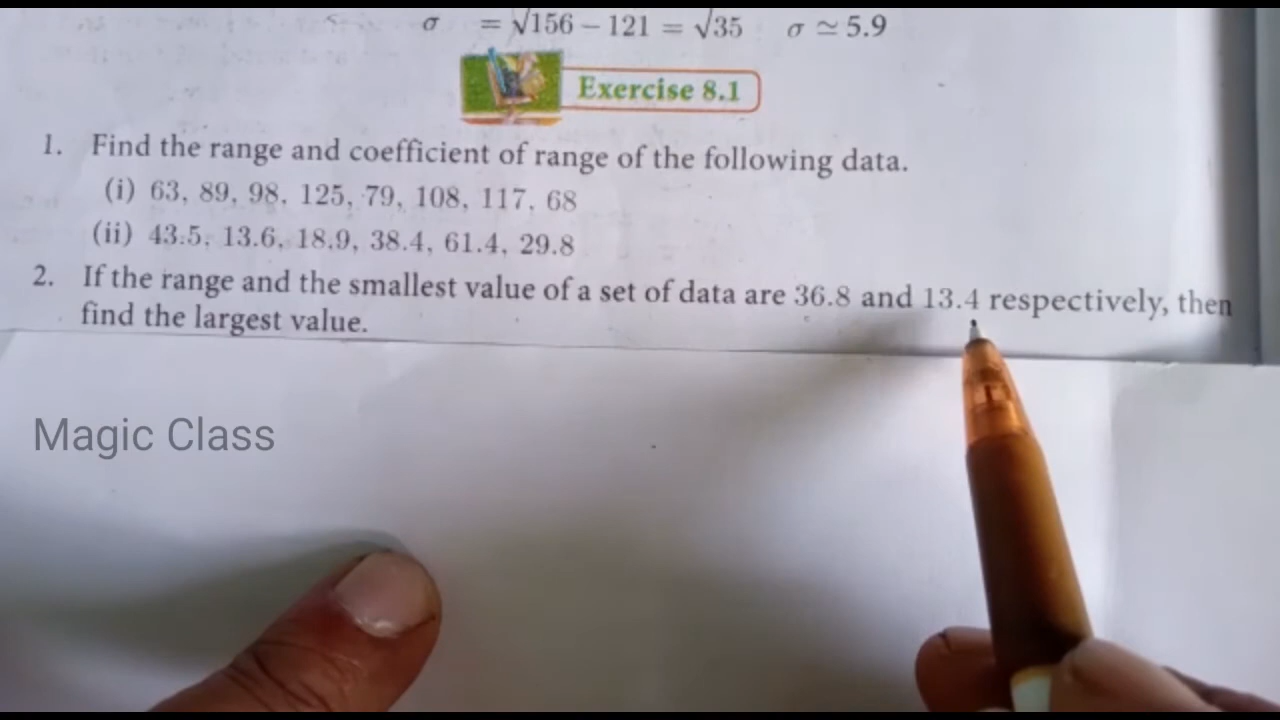 σ = √156 – 121 = √35 σ ≃ 5.9
Exercise 8.1
1. Find the range and coefficient of range of the following data.
(i) 63, 89, 98, 125, 79, 108, 117, 68
(ii) 43.5, 13.6, 18.9, 38.4, 61.4, 29.8
2. If the range and the smallest value of a set of data are 36.8 and 13.4 respectively, then
find the largest value.
Magic Class